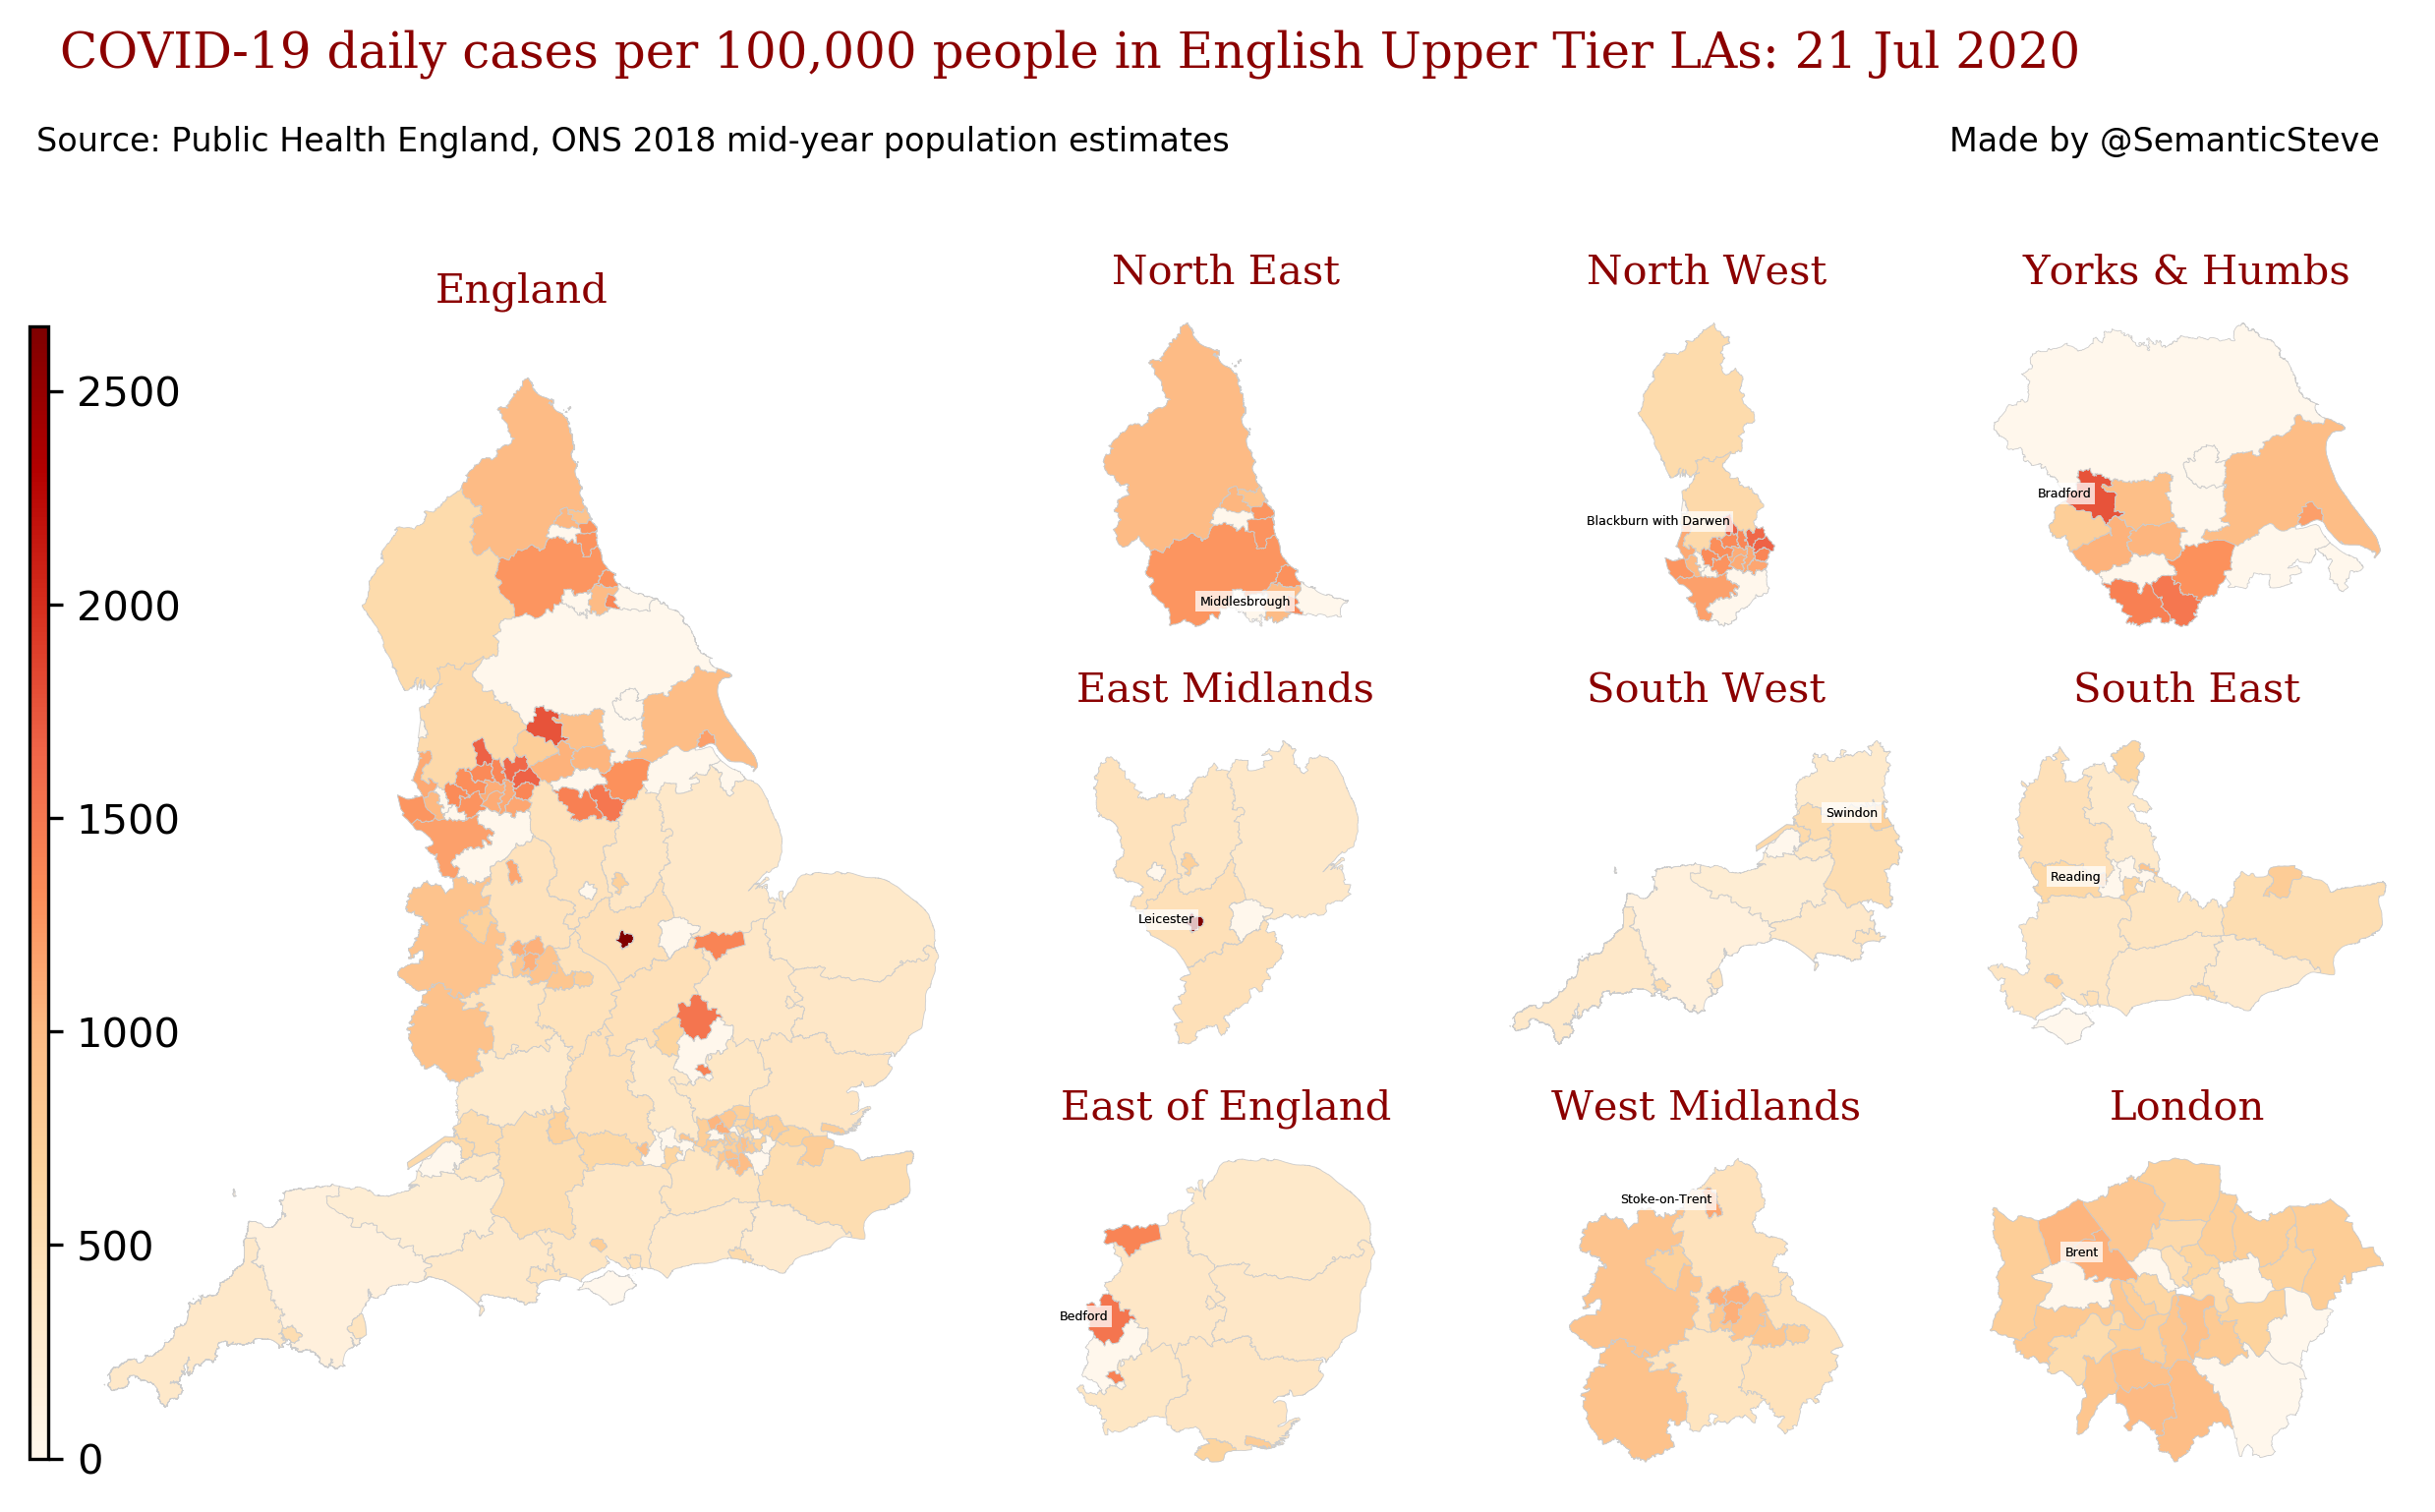 COVID-19 daily cases per 100,000 people in English Upper Tier LAs: 21 Jul 2020
Source: Public Health England, ONS 2018 mid-year population estimates
Made by @SemanticSteve
England
2500
2000
1500
1000
500
0
North East
Middlesbrough
North West
Blackburn with Darwen
Yorks & Humbs
Bradford
East Midlands
Leicester
South West
Swindon
South East
Reading
East of England
Bedford
West Midlands
Stoke-on-Trent
London
Brent